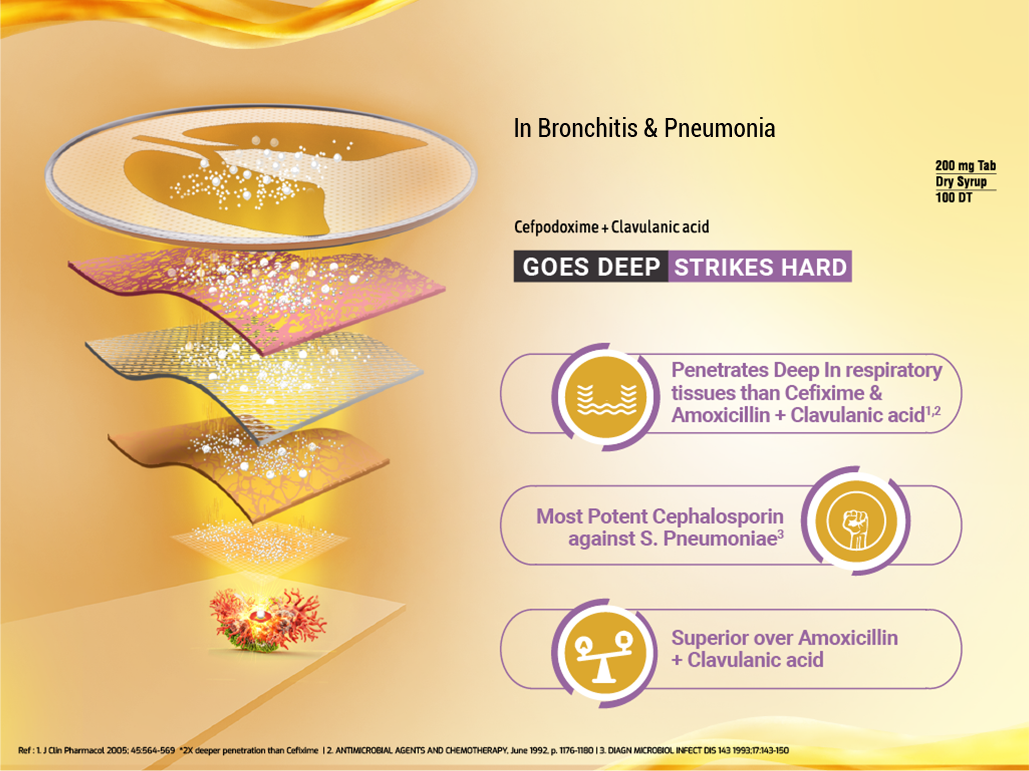 In Bronchitis & Pneumonia
200 mg Tab
Dry Syrup
100 DT
Cefpodoxime + Clavulanic acid
GOES DEEP STRIKES HARD
Penetrates Deep In respiratory
tissues than Cefixime &
Amoxicillin + Clavulanic acid1,2
Most Potent Cephalosporin
against S. Pneumoniae3
A B
Superior over Amoxicillin
+ Clavulanic acid
Ref : 1. J Clin Pharmacol 2005; 45:564-569 *2X deeper penetration than Cefixime | 2. ANTIMICROBIAL AGENTS AND CHEMOTHERAPY, June 1992, p. 1176-1180 | 3. DIAGN MICROBIOL INFECT DIS 143 1993;17:143-150